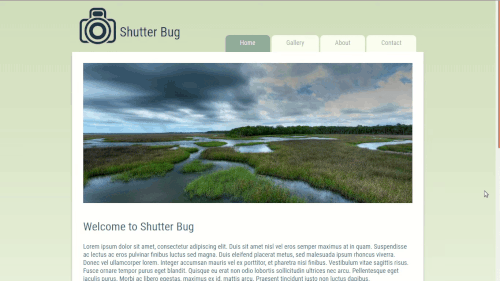 Shutter Bug
Home Gallery About Contact
Welcome to Shutter Bug
Lorem ipsum dolor sit amet, consectetur adipiscing elit. Duis sit amet nisl vel eros semper maximus at in quam. Suspendisse
ac lectus ac eros pulvinar finibus luctus sed magna. Duis eleifend placerat metus, sed malesuada ipsum rhoncus viverra.
Donec vel ullamcorper lorem. Integer accumsan mauris vel ex porttitor, et pharetra nisi finibus. Vestibulum vitae sagittis risus.
Fusce ornare tempor purus eget blandit. Quisque eu erat non odio lobortis sollicitudin ultrices nec arcu. Pellentesque eget
iaculis purus. Morbi ac libero egestas, maximus ex id, mattis arcu. Praesent tincidunt justo non luctus dapibus.